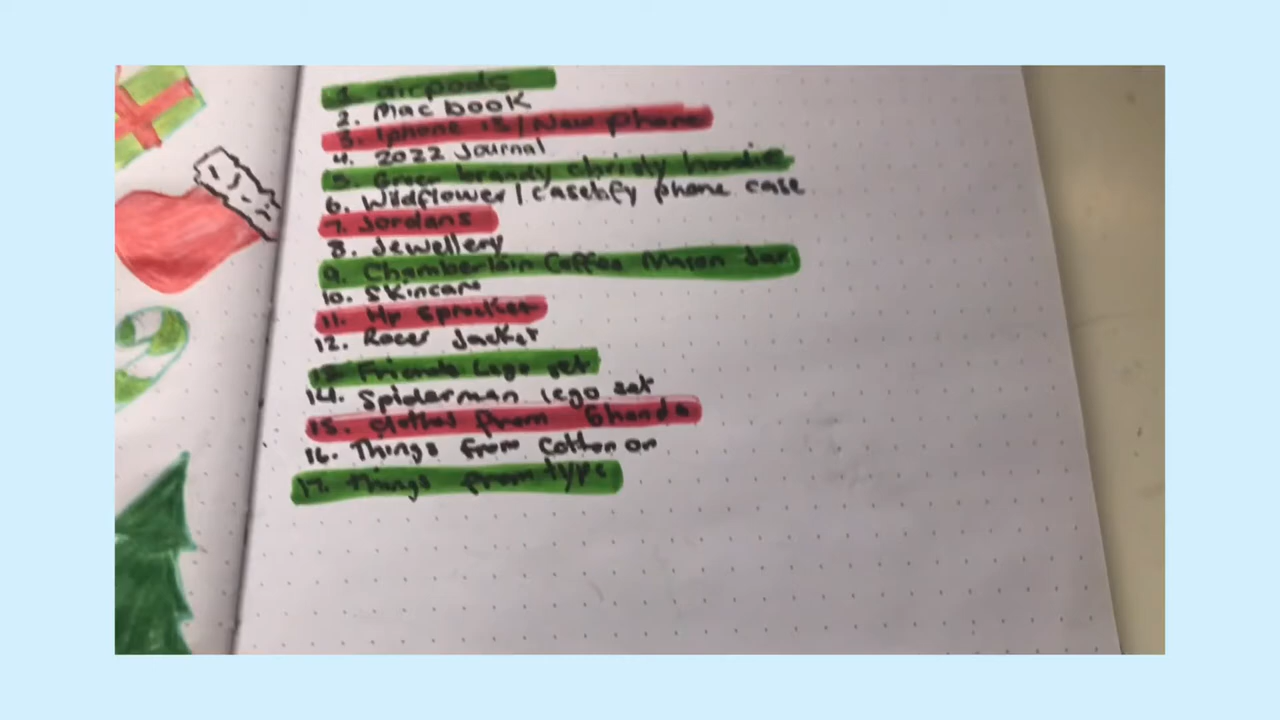 1. airpods
2. Mac book
3. Iphone 13/New phone
4. 2022 Journal
5. Green brandy christy hoodie
6. Wildflower/casetify phone case
7. Jordans
8. Jewellery
9. Chamberlain Coffee Mason Jar
10. Skincare
11. Hp Sprocket
12. Racer Jacket
13. Friends Lego set
14. Spiderman lego set
15. clothes from
16. Things from Cotton on
17. Things from type